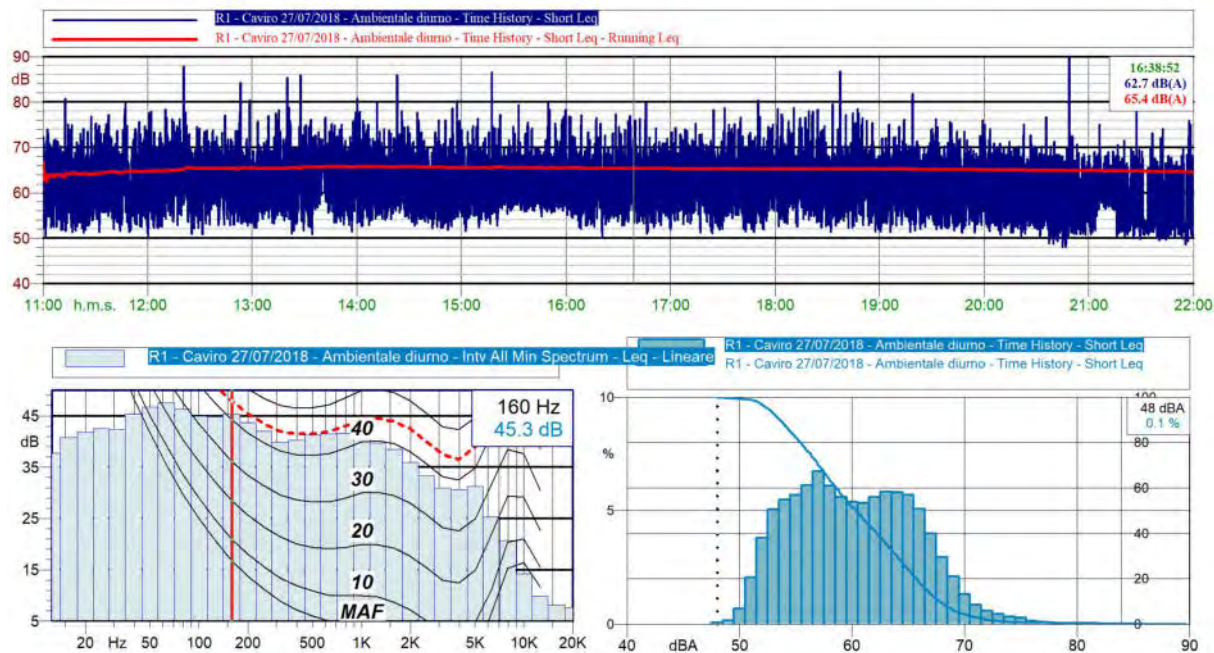 R1 - Caviro 27/07/2018 - Ambientale diurno - Time History - Short Leq
R1 - Caviro 27/07/2018 - Ambientale diurno - Time History - Short Leq - Running Leq
90
dB
80
70
60
50
40
16:38:52
62.7 dB(A)
65.4 dB(A)
11:00 h.m.s. 12:00 13:00 14:00 15:00 16:00 17:00 18:00 19:00 20:00 21:00 22:00
R1 - Caviro 27/07/2018 - Ambientale diurno - Intv All Min Spectrum - Leq - Lineare
160 Hz
45.3 dB
45
dB
35
25
15
5
40
30
20
10
MAF
20 Hz 50 100 200 500 1K 2K 5K 10K 20K
R1 - Caviro 27/07/2018 - Ambientale diurno - Time History - Short Leq
R1 - Caviro 27/07/2018 - Ambientale diurno - Time History - Short Leq
10
%
5
0
100
48 dBA
0.1 %
80
60
40
20
0
40 dBA 50 60 70 80 90